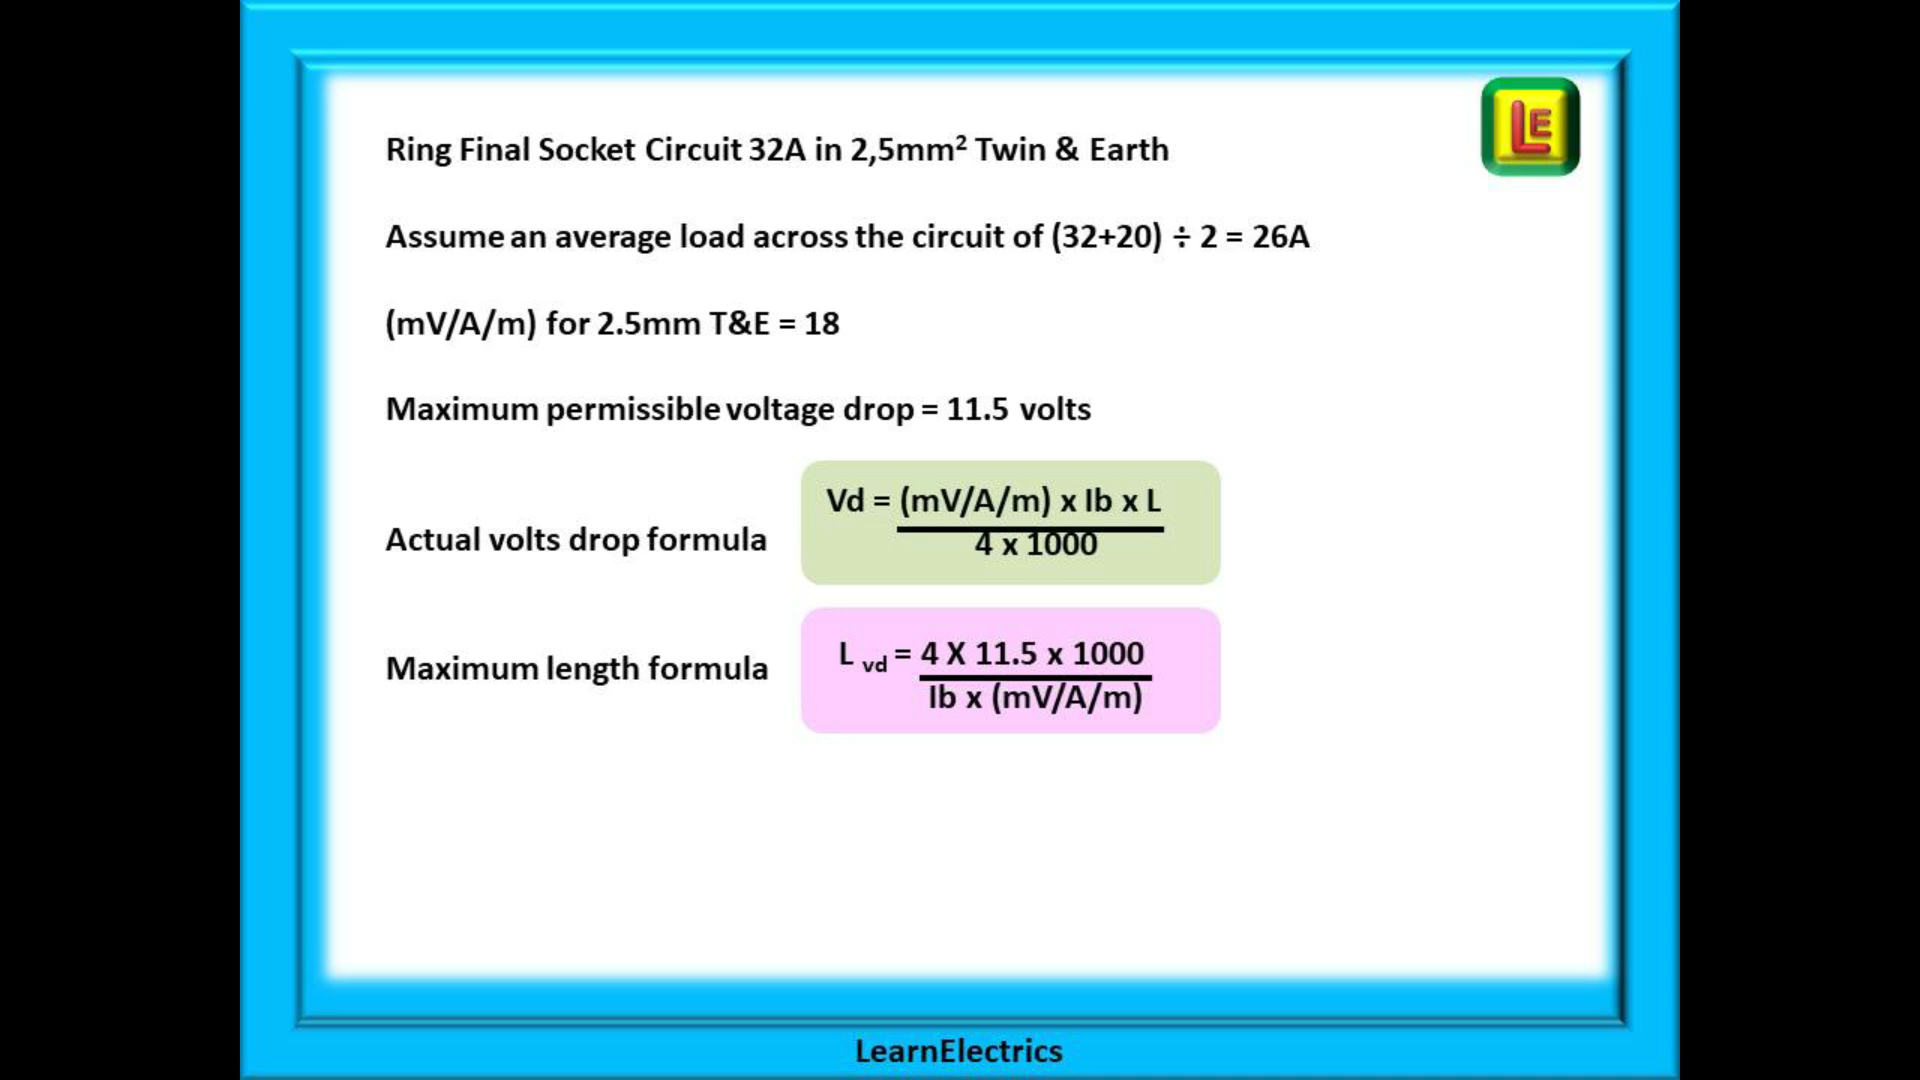 LE
Ring Final Socket Circuit 32A in 2,5mm² Twin & Earth
Assume an average load across the circuit of (32+20) ÷ 2 = 26A
(mV/A/m) for 2.5mm T&E = 18
Maximum permissible voltage drop = 11.5 volts
Actual volts drop formula
Vd = (mV/A/m) x Ib x L
4 x 1000
Maximum length formula
L vd = 4 X 11.5 x 1000
Ib x (mV/A/m)
LearnElectrics